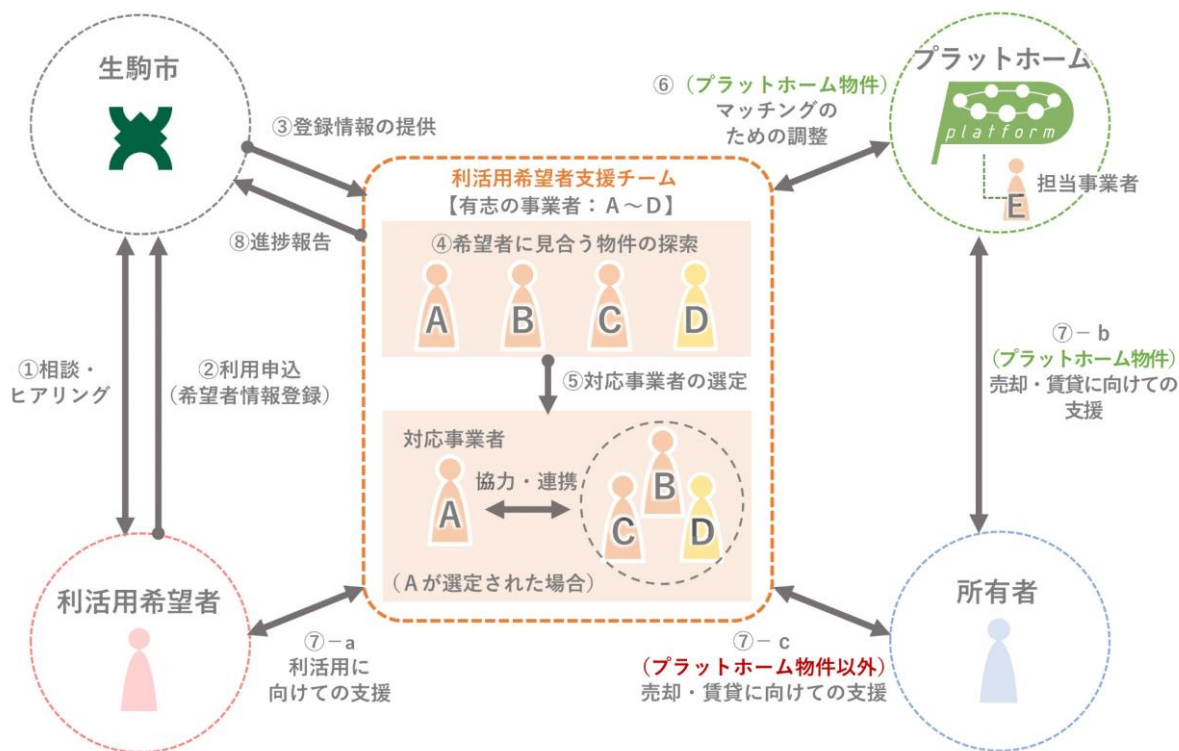 生駒市
③登録情報の提供
⑧進捗報告
①相談・
ヒアリング
②利用申込
(希望者情報登録)
利活用希望者
利活用希望者支援チーム
【有志の事業者：A～D】
④希望者に見合う物件の探索
A B C D
⑤対応事業者の選定
対応事業者
A
協力・連携
B
C D
(Aが選定された場合)
⑦-a
利活用に
向けての支援
⑥(プラットホーム物件)
マッチングの
ための調整
プラットホーム
platform
担当事業者
E
⑦-b
(プラットホーム物件)
売却・賃貸に向けての
支援
所有者
⑦-c
(プラットホーム物件以外)
売却・賃貸に向けての支援